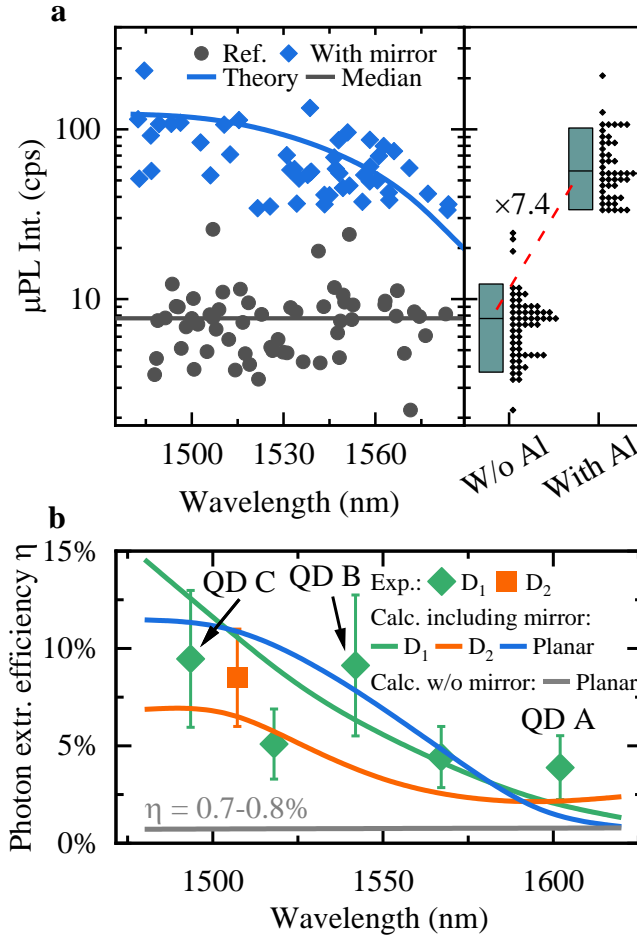 a
Ref. With mirror
Theory Median
100
10
μPL Int. (cps)
×7.4
1500 1530 1560
Wavelength (nm)
W/o Al With Al
b
15%
10%
5%
0%
Photon extr. efficiency η
QD C
QD B
QD A
Exp.: D₁ D₂
Calc. including mirror:
D₁ D₂ Planar
Calc. w/o mirror: Planar
η = 0.7-0.8%
1500 1550 1600
Wavelength (nm)